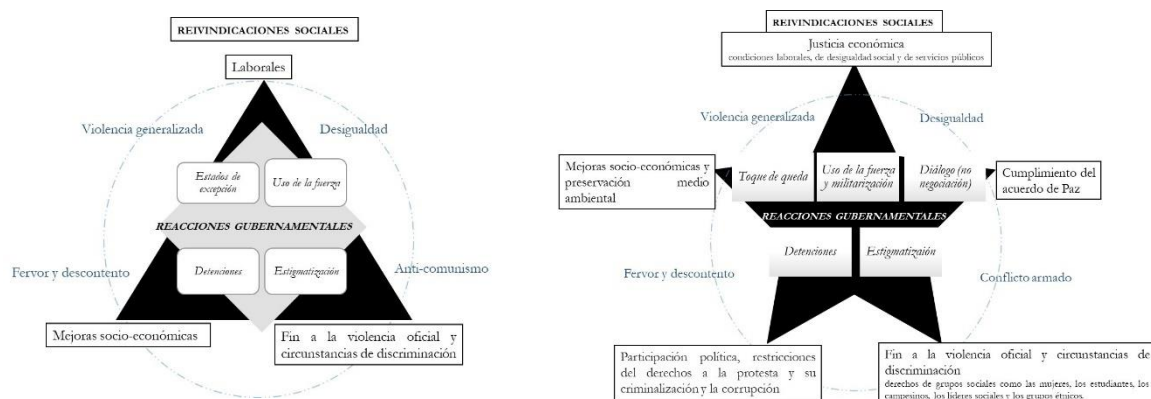 REIVINDICACIONES SOCIALES
Laborales
Violencia generalizada
Desigualdad
Estados de
excepción
Uso de la fuerza
REACCIONES GUBERNAMENTALES
Detenciones
Estigmatización
Fervor y descontento
Anti-comunismo
Mejoras socio-económicas
Fin a la violencia oficial y
circunstancias de discriminación
REIVINDICACIONES SOCIALES
Justicia económica
condiciones laborales, de desigualdad social y de servicios públicos
Violencia generalizada
Desigualdad
Mejoras socio-económicas y
preservación medio
ambiental
Toque de queda
Uso de la fuerza
y militarización
Diálogo (no
negociación)
Cumplimiento del
acuerdo de Paz
REACCIONES GUBERNAMENTALES
Detenciones
Estigmatizaión
Fervor y descontento
Conflicto armado
Participación política, restricciones
del derechos a la protesta y su
criminalización y la corrupción
Fin a la violencia oficial y circunstancias de
discriminación
derechos de grupos sociales como las mujeres, los estudiantes, los
campesinos, los líderes sociales y los grupos étnicos.